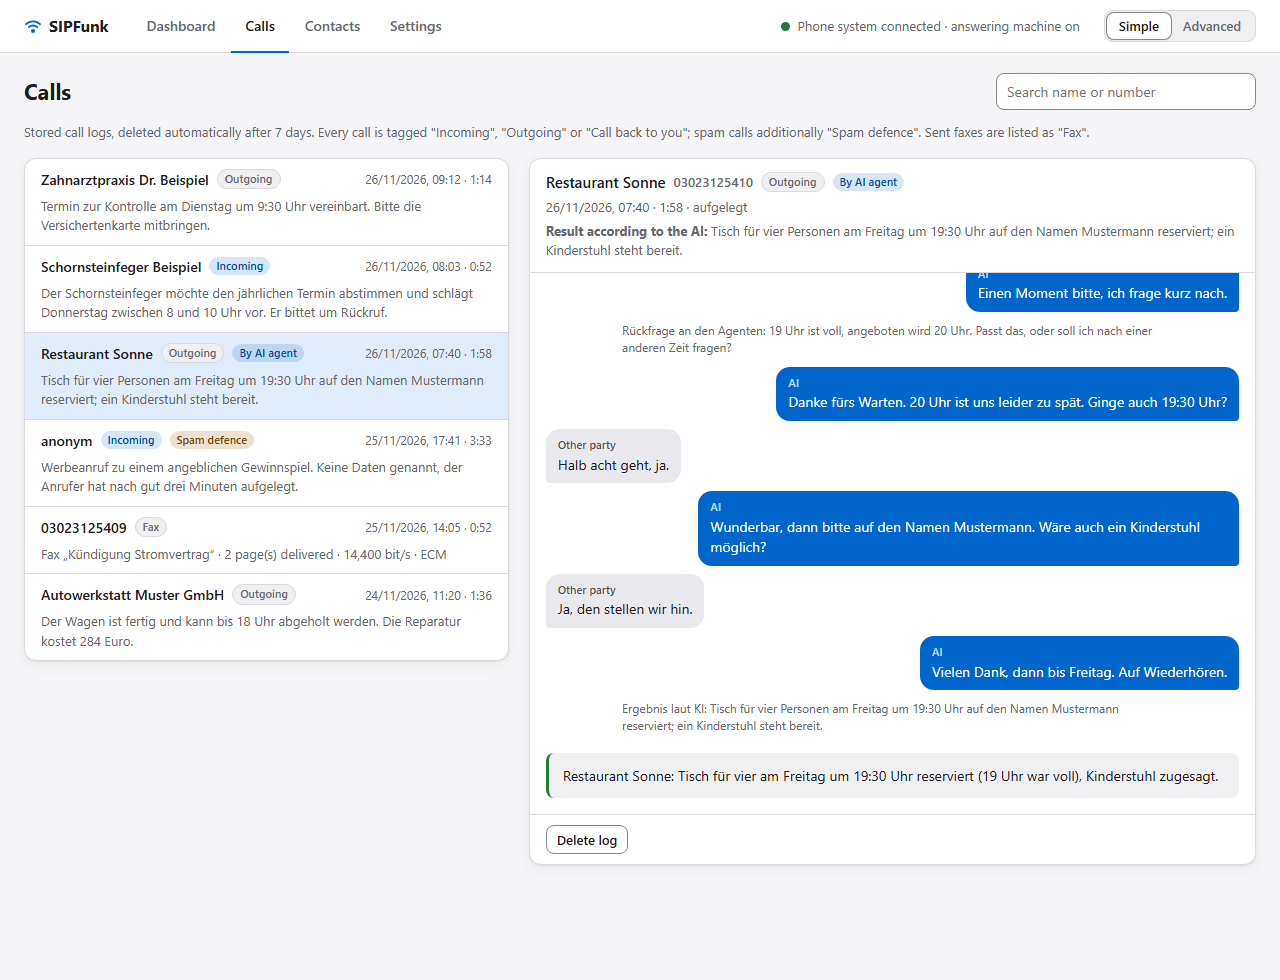 SIPFunk
Dashboard
Calls
Contacts
Settings
Phone system connected · answering machine on
Simple
Advanced
Calls
Search name or number
Stored call logs, deleted automatically after 7 days. Every call is tagged "Incoming", "Outgoing" or "Call back to you"; spam calls additionally "Spam defence". Sent faxes are listed as "Fax".
Zahnarztpraxis Dr. Beispiel Outgoing 26/11/2026, 09:12 · 1:14
Termin zur Kontrolle am Dienstag um 9:30 Uhr vereinbart. Bitte die
Versichertenkarte mitbringen.
Schornsteinfeger Beispiel Incoming 26/11/2026, 08:03 · 0:52
Der Schornsteinfeger möchte den jährlichen Termin abstimmen und schlägt
Donnerstag zwischen 8 und 10 Uhr vor. Er bittet um Rückruf.
Restaurant Sonne Outgoing By AI agent 26/11/2026, 07:40 · 1:58
Tisch für vier Personen am Freitag um 19:30 Uhr auf den Namen Mustermann
reserviert; ein Kinderstuhl steht bereit.
anonym Incoming Spam defence 25/11/2026, 17:41 · 3:33
Werbeanruf zu einem angeblichen Gewinnspiel. Keine Daten genannt, der
Anrufer hat nach gut drei Minuten aufgelegt.
03023125409 Fax 25/11/2026, 14:05 · 0:52
Fax „Kündigung Stromvertrag“ · 2 page(s) delivered · 14,400 bit/s · ECM
Autowerkstatt Muster GmbH Outgoing 24/11/2026, 11:20 · 1:36
Der Wagen ist fertig und kann bis 18 Uhr abgeholt werden. Die Reparatur
kostet 284 Euro.
Restaurant Sonne 03023125410 Outgoing By AI agent
26/11/2026, 07:40 · 1:58 · aufgelegt
Result according to the AI: Tisch für vier Personen am Freitag um 19:30 Uhr auf den Namen Mustermann reserviert; ein
Kinderstuhl steht bereit.
AI
Einen Moment bitte, ich frage kurz nach.
Rückfrage an den Agenten: 19 Uhr ist voll, angeboten wird 20 Uhr. Passt das, oder soll ich nach einer
anderen Zeit fragen?
AI
Danke fürs Warten. 20 Uhr ist uns leider zu spät. Ginge auch 19:30 Uhr?
Other party
Halb acht geht, ja.
AI
Wunderbar, dann bitte auf den Namen Mustermann. Wäre auch ein Kinderstuhl
möglich?
Other party
Ja, den stellen wir hin.
AI
Vielen Dank, dann bis Freitag. Auf Wiederhören.
Ergebnis laut KI: Tisch für vier Personen am Freitag um 19:30 Uhr auf den Namen Mustermann
reserviert; ein Kinderstuhl steht bereit.
Restaurant Sonne: Tisch für vier am Freitag um 19:30 Uhr reserviert (19 Uhr war voll), Kinderstuhl zugesagt.
Delete log